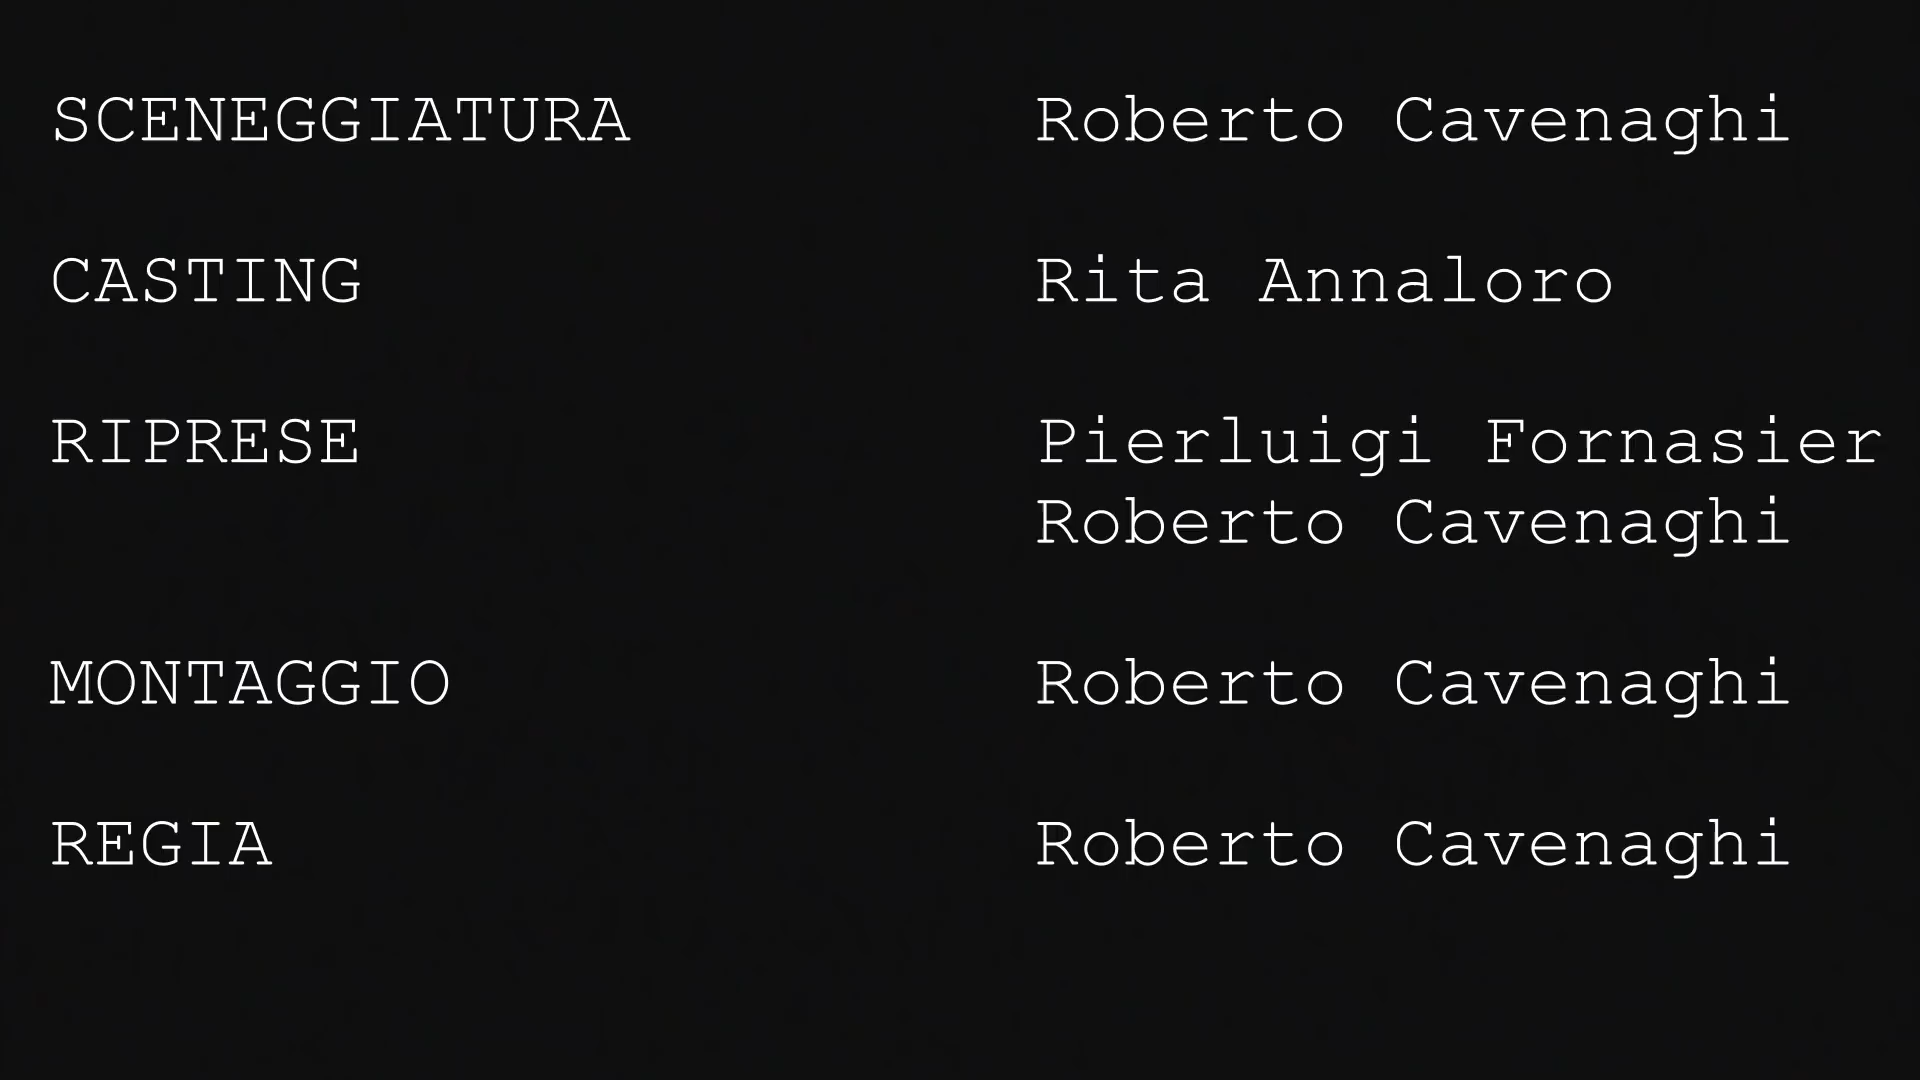 SCENEGGIATURA Roberto Cavenaghi
CASTING Rita Annaloro
RIPRESE Pierluigi Fornasier
Roberto Cavenaghi
MONTAGGIO Roberto Cavenaghi
REGIA Roberto Cavenaghi